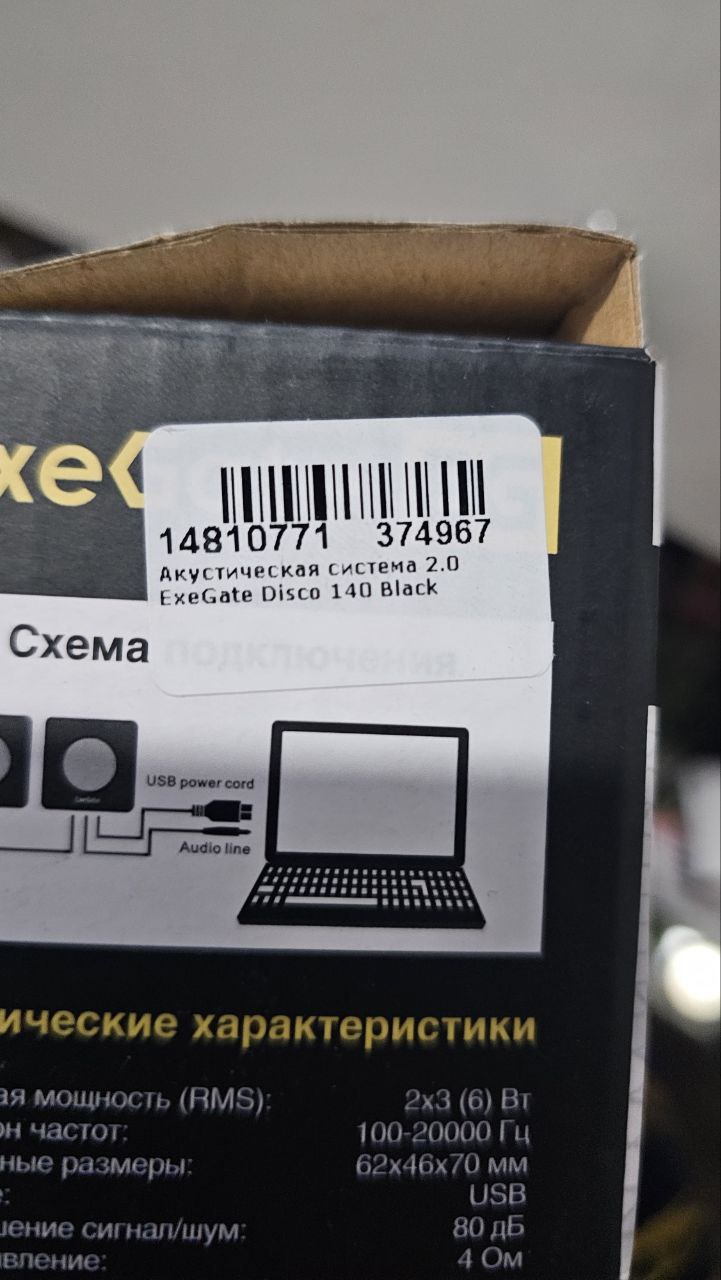 xeG
14810771 374967
Акустическая система 2.0
ExeGate Disco 140 Black
Схема подключения
USB power cord
Audio line
ические характеристики
ая мощность (RMS): 2x3 (6) Вт
он частот: 100-20000 Гц
ные размеры: 62x46x70 мм
е: USB
шение сигнал/шум: 80 дБ
вление: 4 Ом